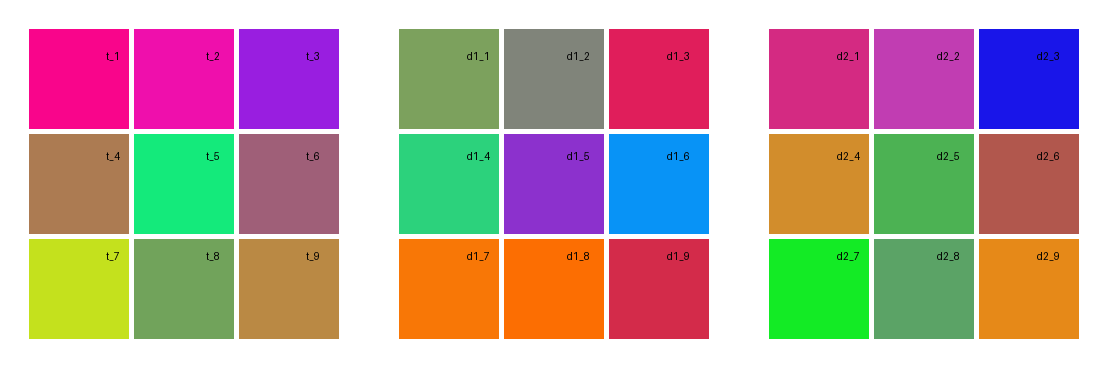 t_1 t_2 t_3 d1_1 d1_2 d1_3 d2_1 d2_2 d2_3
t_4 t_5 t_6 d1_4 d1_5 d1_6 d2_4 d2_5 d2_6
t_7 t_8 t_9 d1_7 d1_8 d1_9 d2_7 d2_8 d2_9